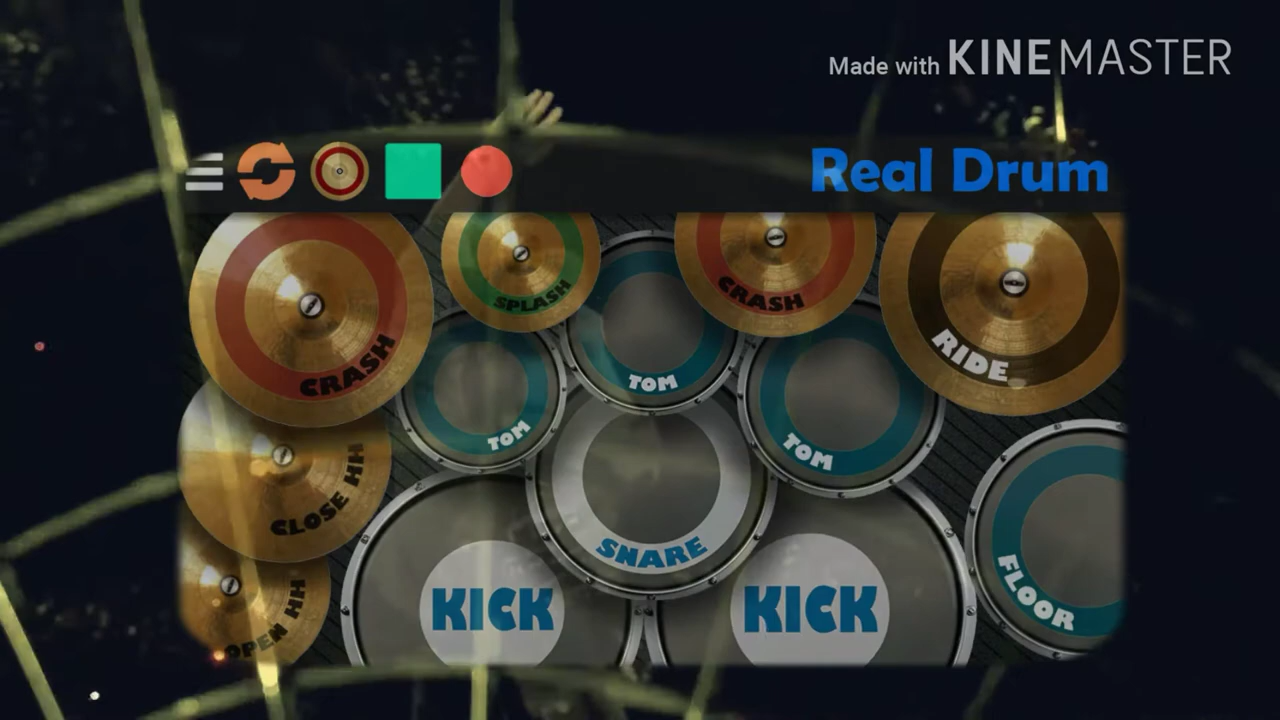 Made with KINEMASTER
Real Drum
CRASH
SPLASH
CRASH
RIDE
TOM
TOM
TOM
CLOSE HH
SNARE
OPEN HH
KICK
KICK
FLOOR